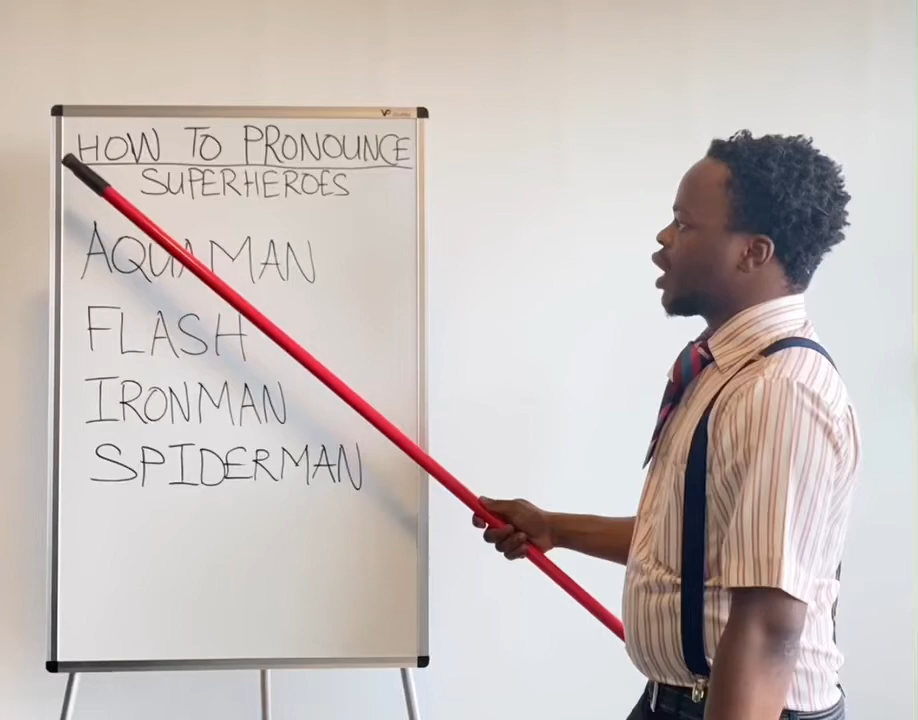 HOW TO PRONOUNCE
SUPERHEROES
AQUAMAN
FLASH
IRONMAN
SPIDERMAN